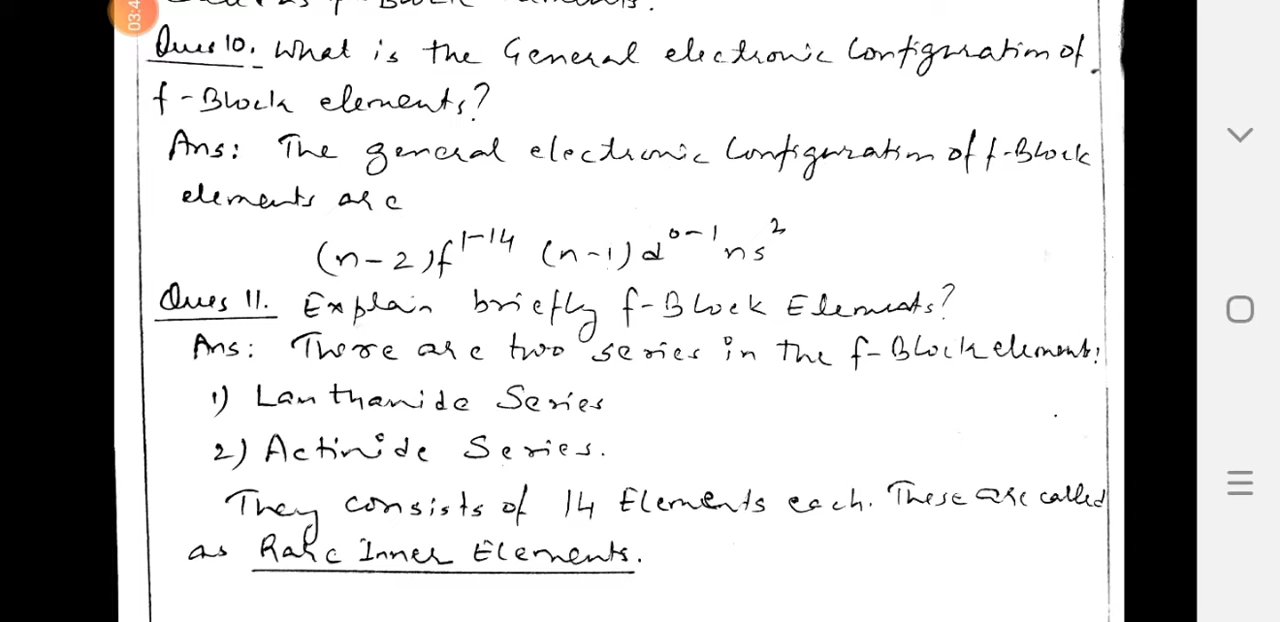 03:4
f-Block
Ques 10. What is the General electronic Configuration of
f-Block elements?
Ans: The general electronic Configuration of f-Block
elements are
(n-2)f¹⁻¹⁴ (n-1)d⁰⁻¹ ns²
Ques 11. Explain briefly f-Block Elements?
Ans: There are two series in the f-Block elements:
1) Lanthanide Series
2) Actinide Series.
They consists of 14 Elements each. These are called
as Rare Inner Elements.